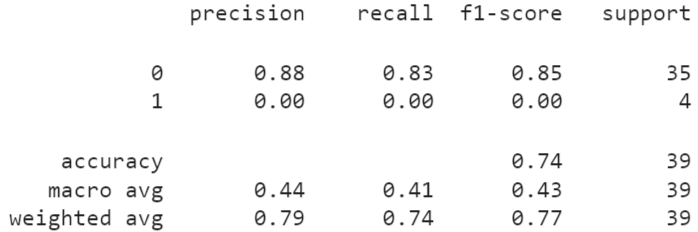 precision recall f1-score support
0 0.88 0.83 0.85 35
1 0.00 0.00 0.00 4
accuracy 0.74 39
macro avg 0.44 0.41 0.43 39
weighted avg 0.79 0.74 0.77 39